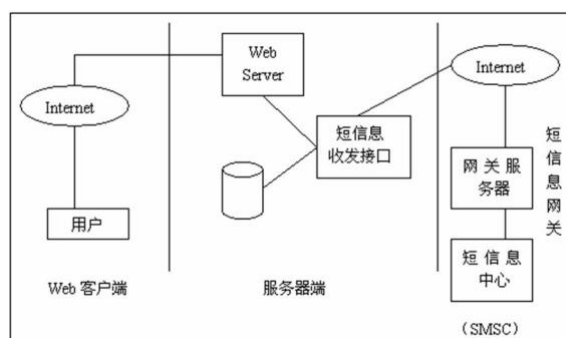 Internet
用户
Web 客户端
Web
Server
短信息
收发接口
服务器端
Internet
网关服
务器
短信息
中心
(SMSC)
短信息网关